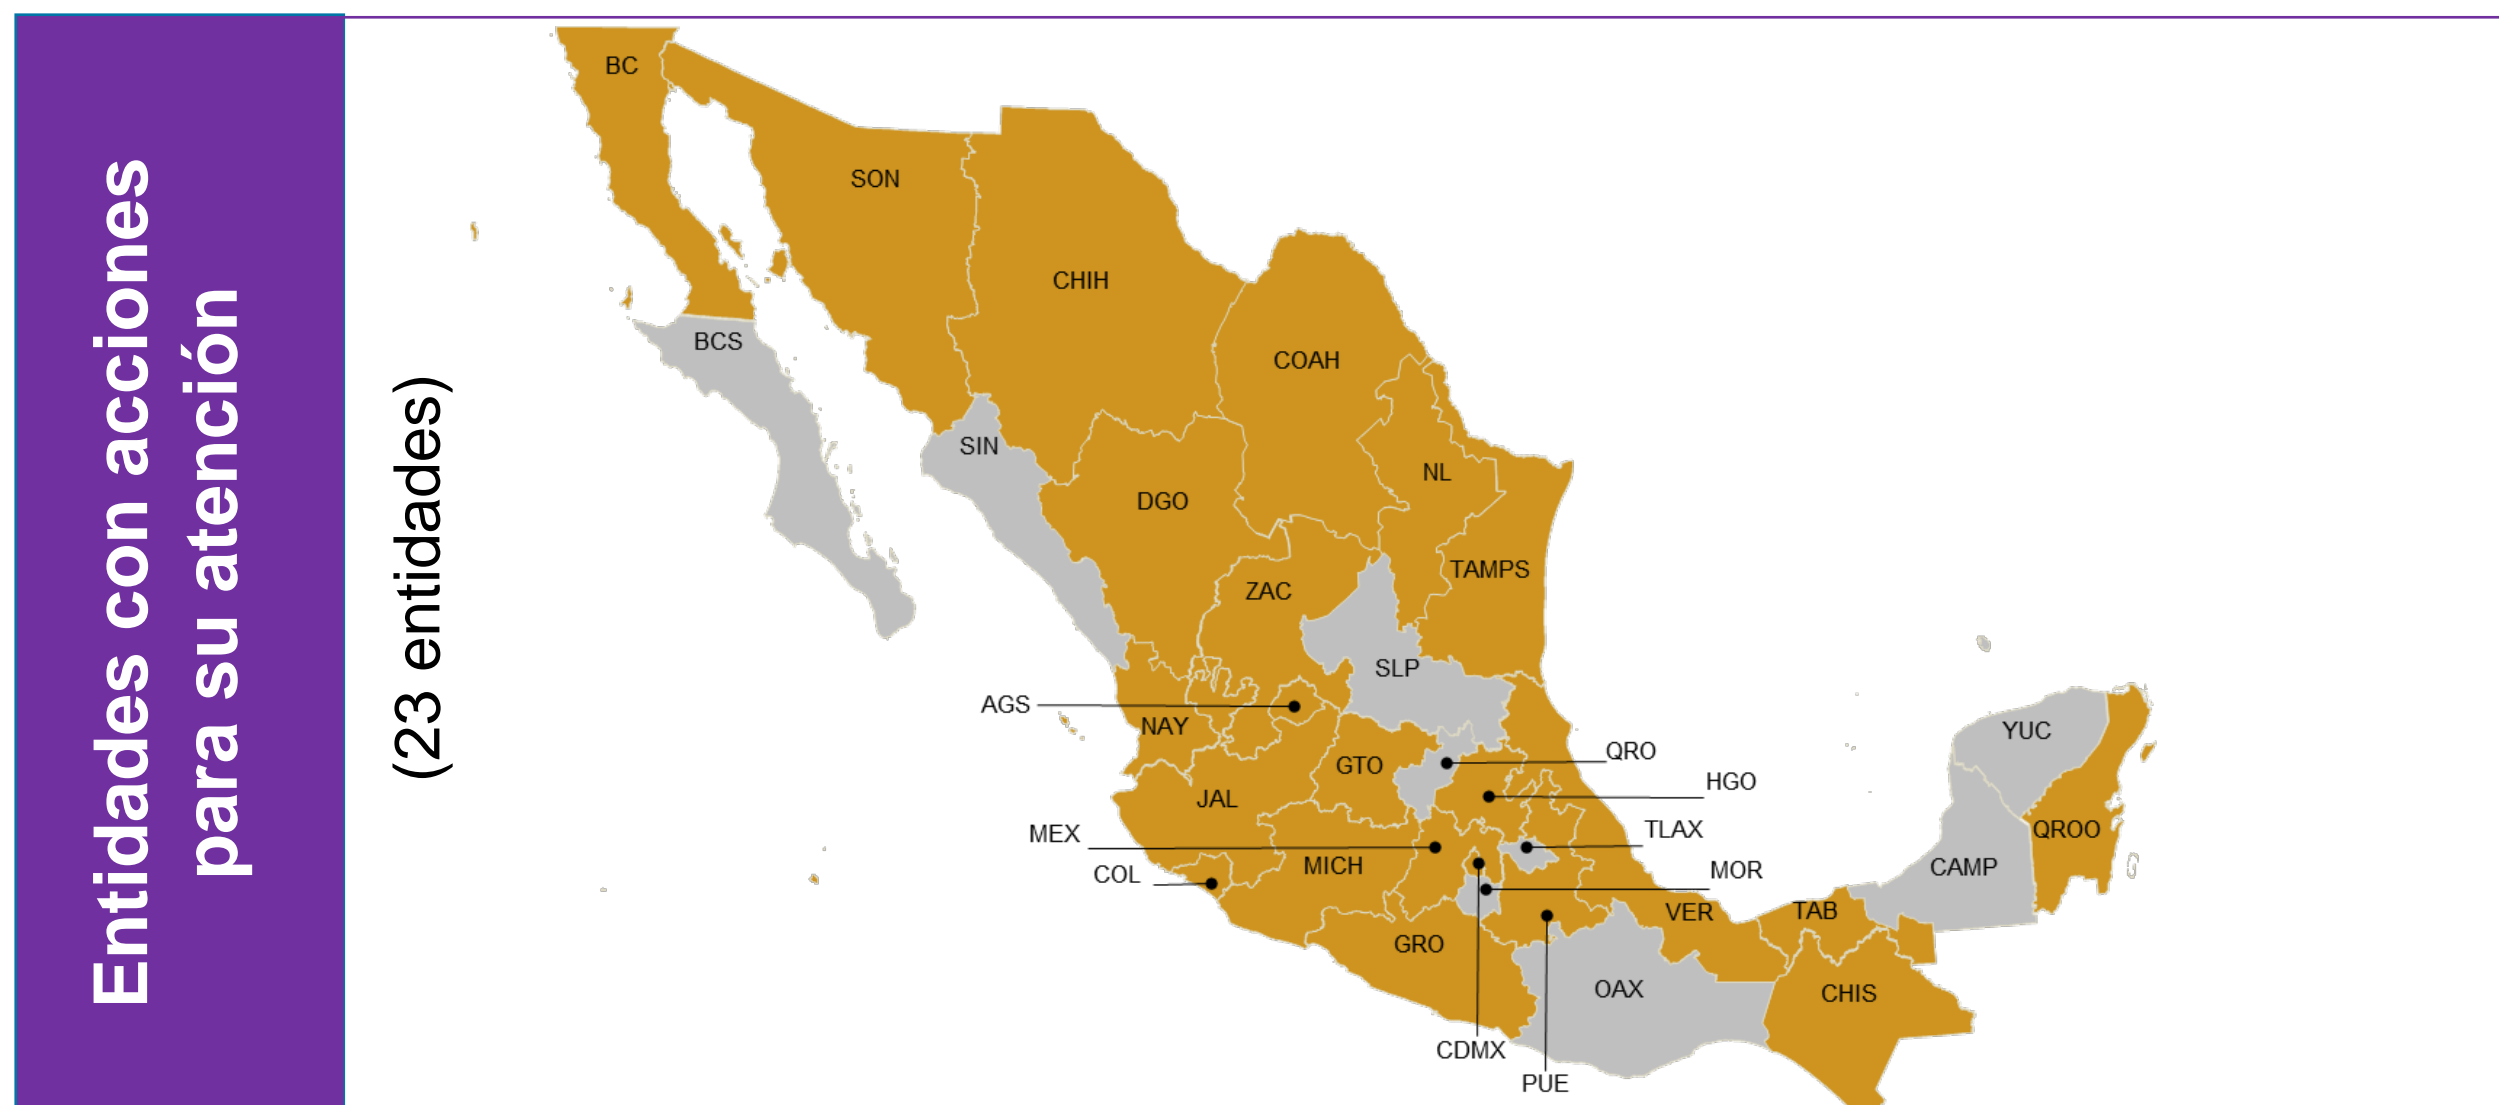 Entidades con acciones
para su atención
(23 entidades)
BC
SON
CHIH
BCS
COAH
SIN
NL
DGO
TAMPS
ZAC
SLP
AGS
NAY
YUC
QRO
GTO
HGO
JAL
MEX
TLAX
QROO
MICH
CAMP
COL
MOR
VER
TAB
GRO
OAX
CHIS
CDMX
PUE